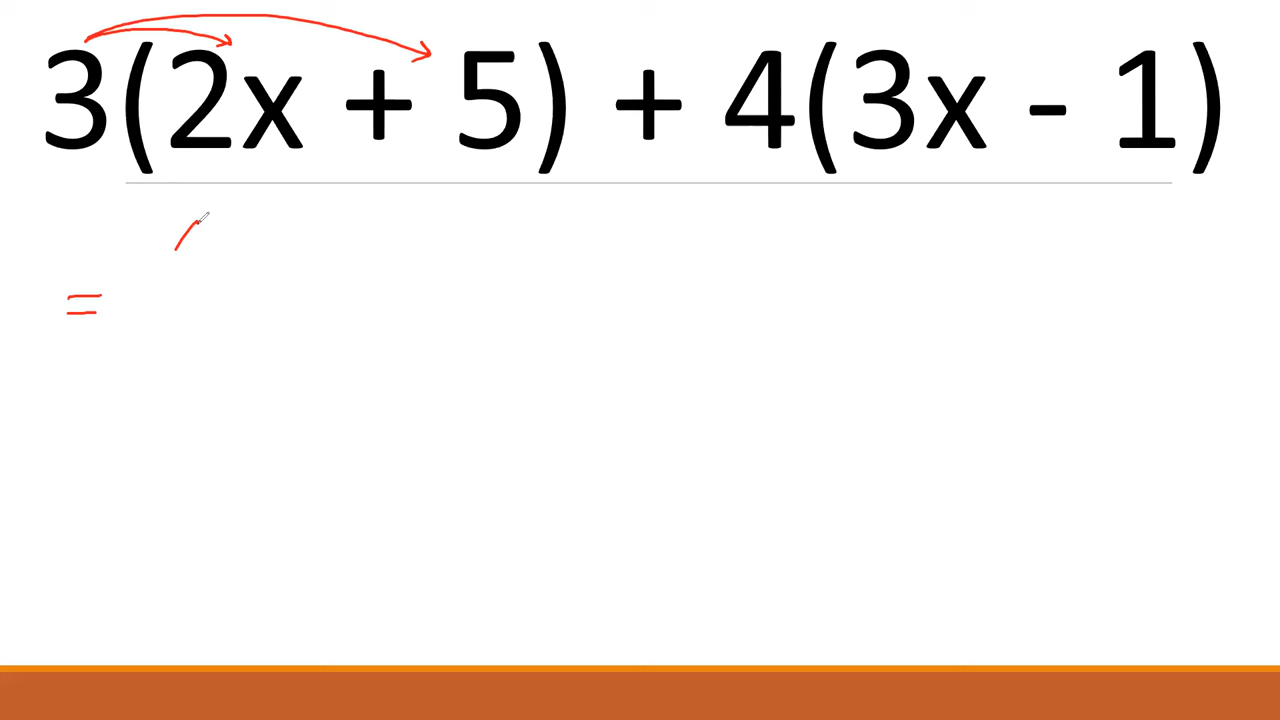 3(2x + 5) + 4(3x - 1)
=